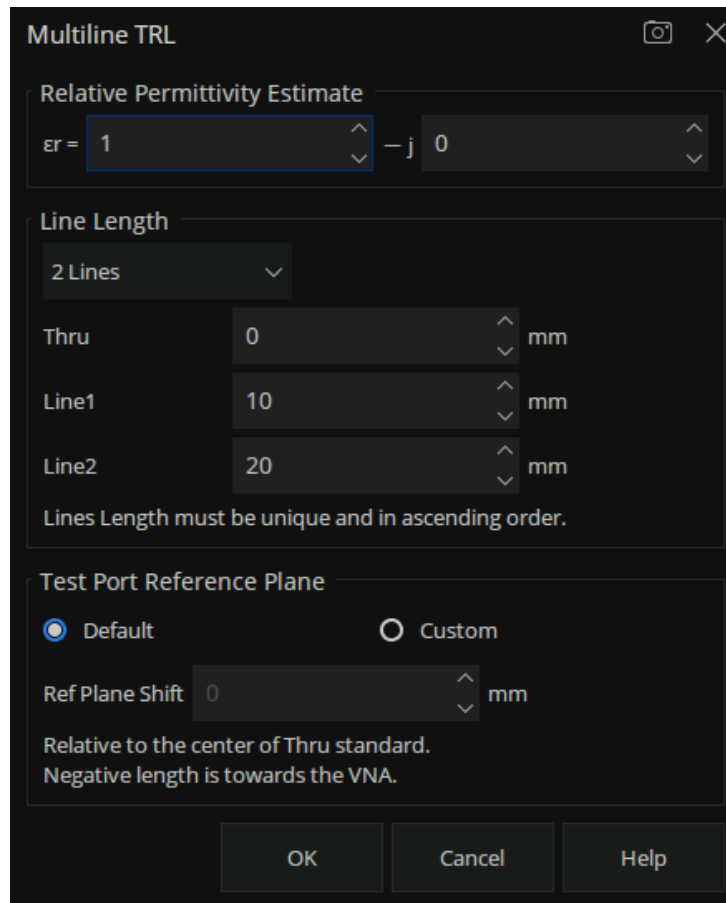 Multiline TRL
Relative Permittivity Estimate
εr = 1 — j 0
Line Length
2 Lines
Thru 0 mm
Line1 10 mm
Line2 20 mm
Lines Length must be unique and in ascending order.
Test Port Reference Plane
Default Custom
Ref Plane Shift 0 mm
Relative to the center of Thru standard.
Negative length is towards the VNA.
OK Cancel Help